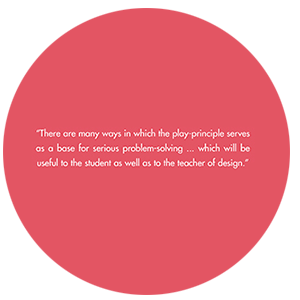 “There are many ways in which the play-principle serves
as a base for serious problem-solving ... which will be
useful to the student as well as to the teacher of design.”